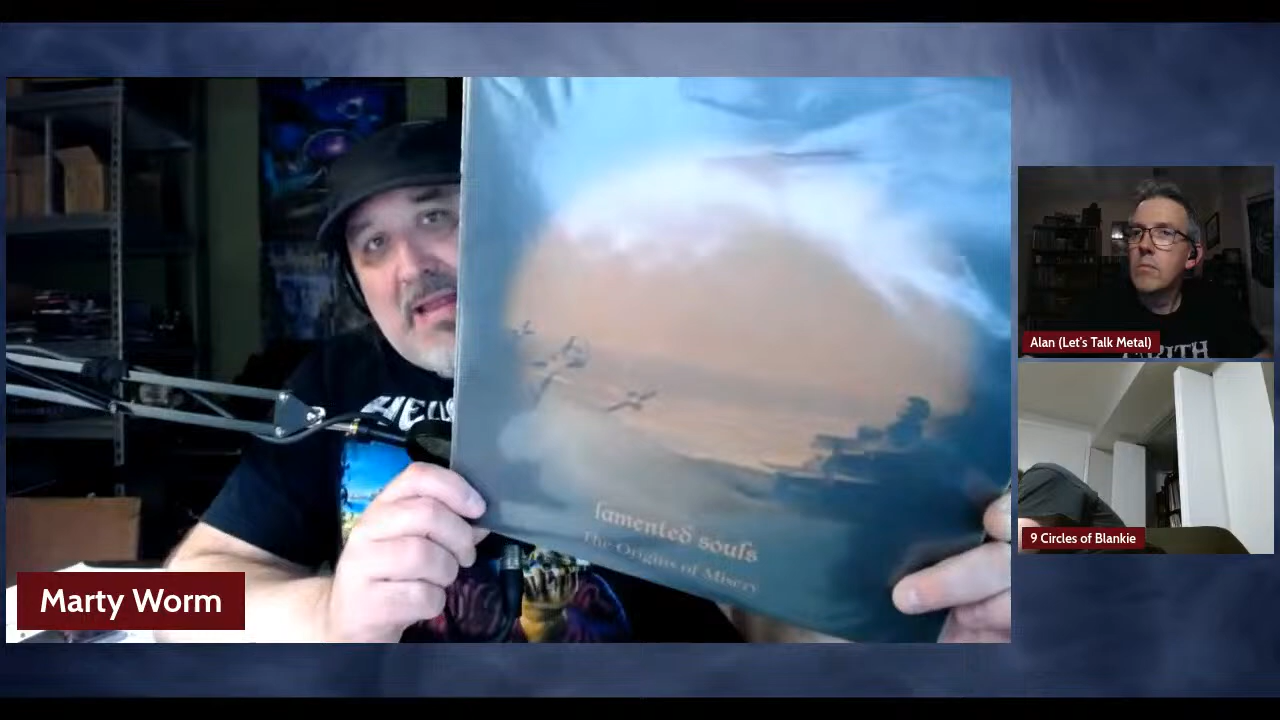 lamented souls
The Origins of Misery
Marty Worm
Alan (Let's Talk Metal)
9 Circles of Blankie